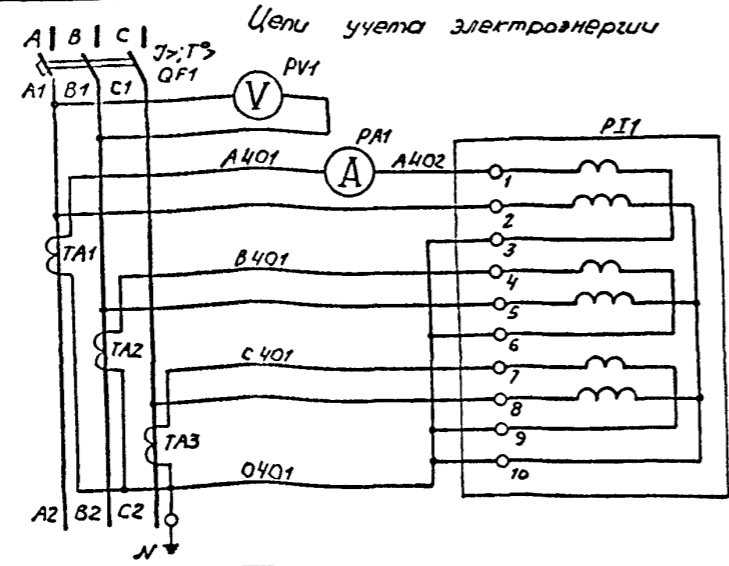 Цепи учета электроэнергии
A B C
I>; T°>
QF1
A1 B1 C1
PV1
V
PA1
A
PI1
A401
A402
1
2
3
TA1
B401
4
5
6
TA2
C401
7
8
9
TA3
0401
10
A2 B2 C2
N